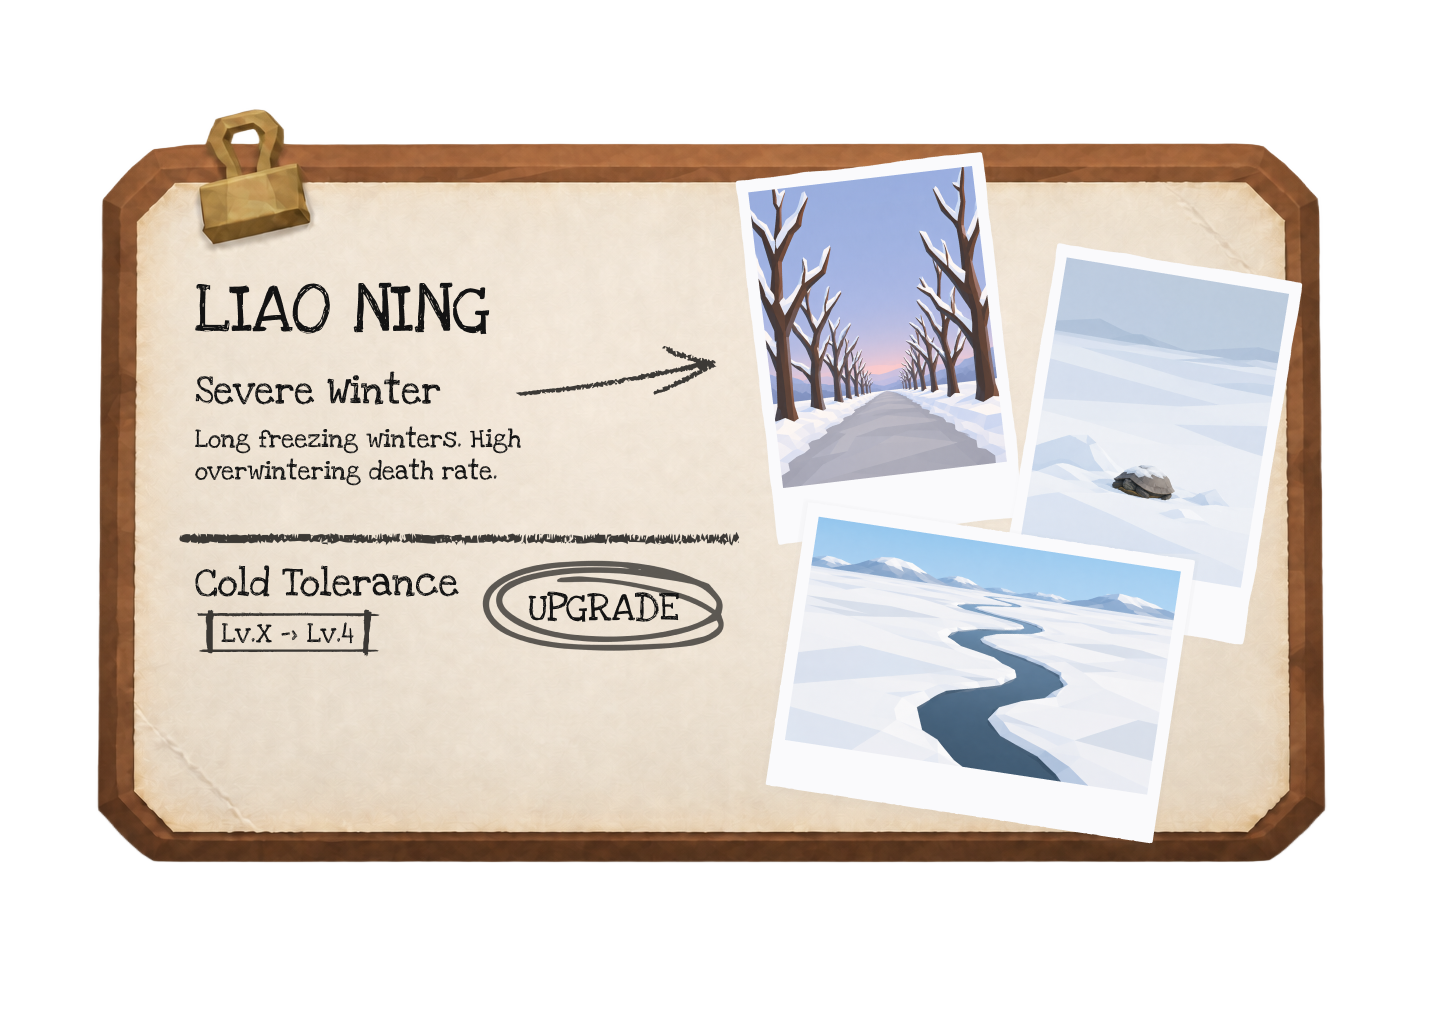 LIAO NING
Severe Winter
Long freezing winters. High
overwintering death rate.
Cold Tolerance
Lv.X -> Lv.4
UPGRADE